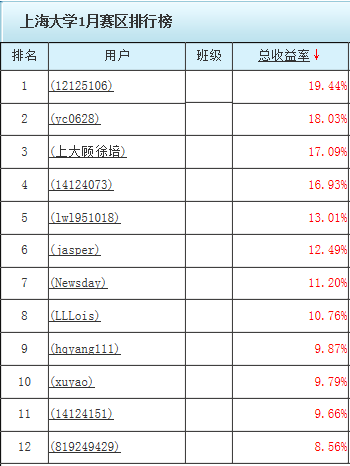 上海大学1月赛区排行榜
排名 用户 班级 总收益率↓
1 (12125106) 19.44%
2 (yc0628) 18.03%
3 (上大顾徐培) 17.09%
4 (14124073) 16.93%
5 (lwl951018) 13.01%
6 (jasper) 12.49%
7 (Newsday) 11.20%
8 (LLLois) 10.76%
9 (hqyang111) 9.87%
10 (xuyao) 9.79%
11 (14124151) 9.66%
12 (819249429) 8.56%